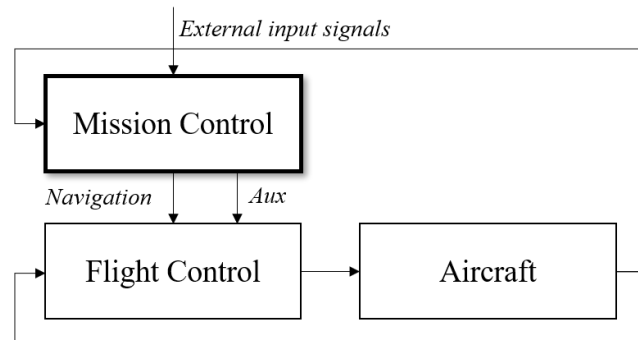 External input signals
Mission Control
Navigation
Aux
Flight Control
Aircraft